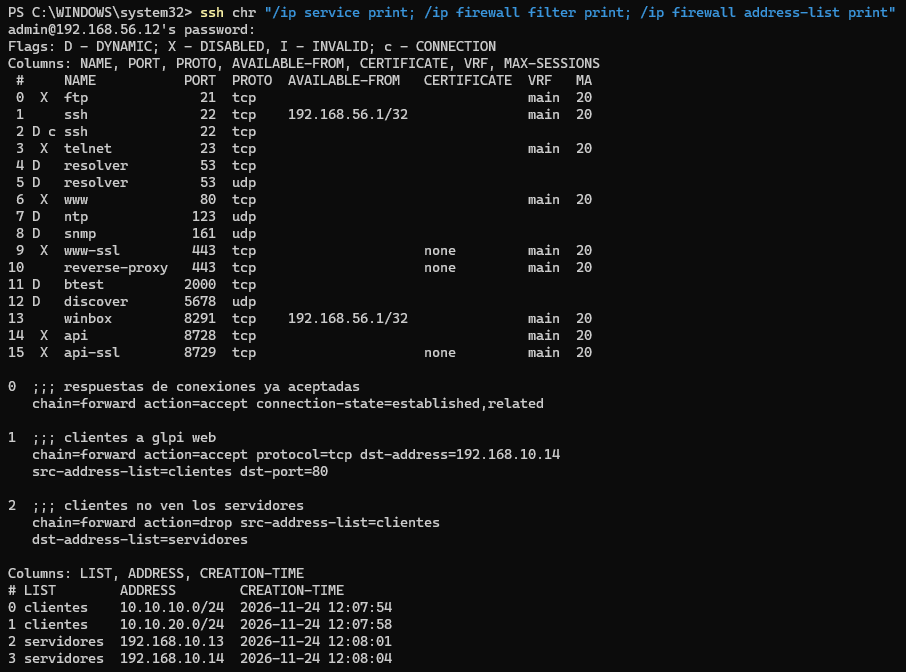 PS C:\WINDOWS\system32> ssh chr "/ip service print; /ip firewall filter print; /ip firewall address-list print"
admin@192.168.56.12's password:
Flags: D - DYNAMIC; X - DISABLED, I - INVALID; c - CONNECTION
Columns: NAME, PORT, PROTO, AVAILABLE-FROM, CERTIFICATE, VRF, MAX-SESSIONS
 #     NAME           PORT  PROTO  AVAILABLE-FROM   CERTIFICATE  VRF   MA
 0  X  ftp              21  tcp                                  main  20
 1     ssh              22  tcp    192.168.56.1/32               main  20
 2 D c ssh              22  tcp
 3  X  telnet           23  tcp                                  main  20
 4 D   resolver         53  tcp
 5 D   resolver         53  udp
 6  X  www              80  tcp                                  main  20
 7 D   ntp             123  udp
 8 D   snmp            161  udp
 9  X  www-ssl         443  tcp                     none         main  20
10     reverse-proxy   443  tcp                     none         main  20
11 D   btest          2000  tcp
12 D   discover       5678  udp
13     winbox         8291  tcp    192.168.56.1/32               main  20
14  X  api            8728  tcp                                  main  20
15  X  api-ssl        8729  tcp                     none         main  20
0  ;;; respuestas de conexiones ya aceptadas
   chain=forward action=accept connection-state=established,related
1  ;;; clientes a glpi web
   chain=forward action=accept protocol=tcp dst-address=192.168.10.14
   src-address-list=clientes dst-port=80
2  ;;; clientes no ven los servidores
   chain=forward action=drop src-address-list=clientes
   dst-address-list=servidores
Columns: LIST, ADDRESS, CREATION-TIME
# LIST        ADDRESS        CREATION-TIME
0 clientes    10.10.10.0/24  2026-11-24 12:07:54
1 clientes    10.10.20.0/24  2026-11-24 12:07:58
2 servidores  192.168.10.13  2026-11-24 12:08:01
3 servidores  192.168.10.14  2026-11-24 12:08:04